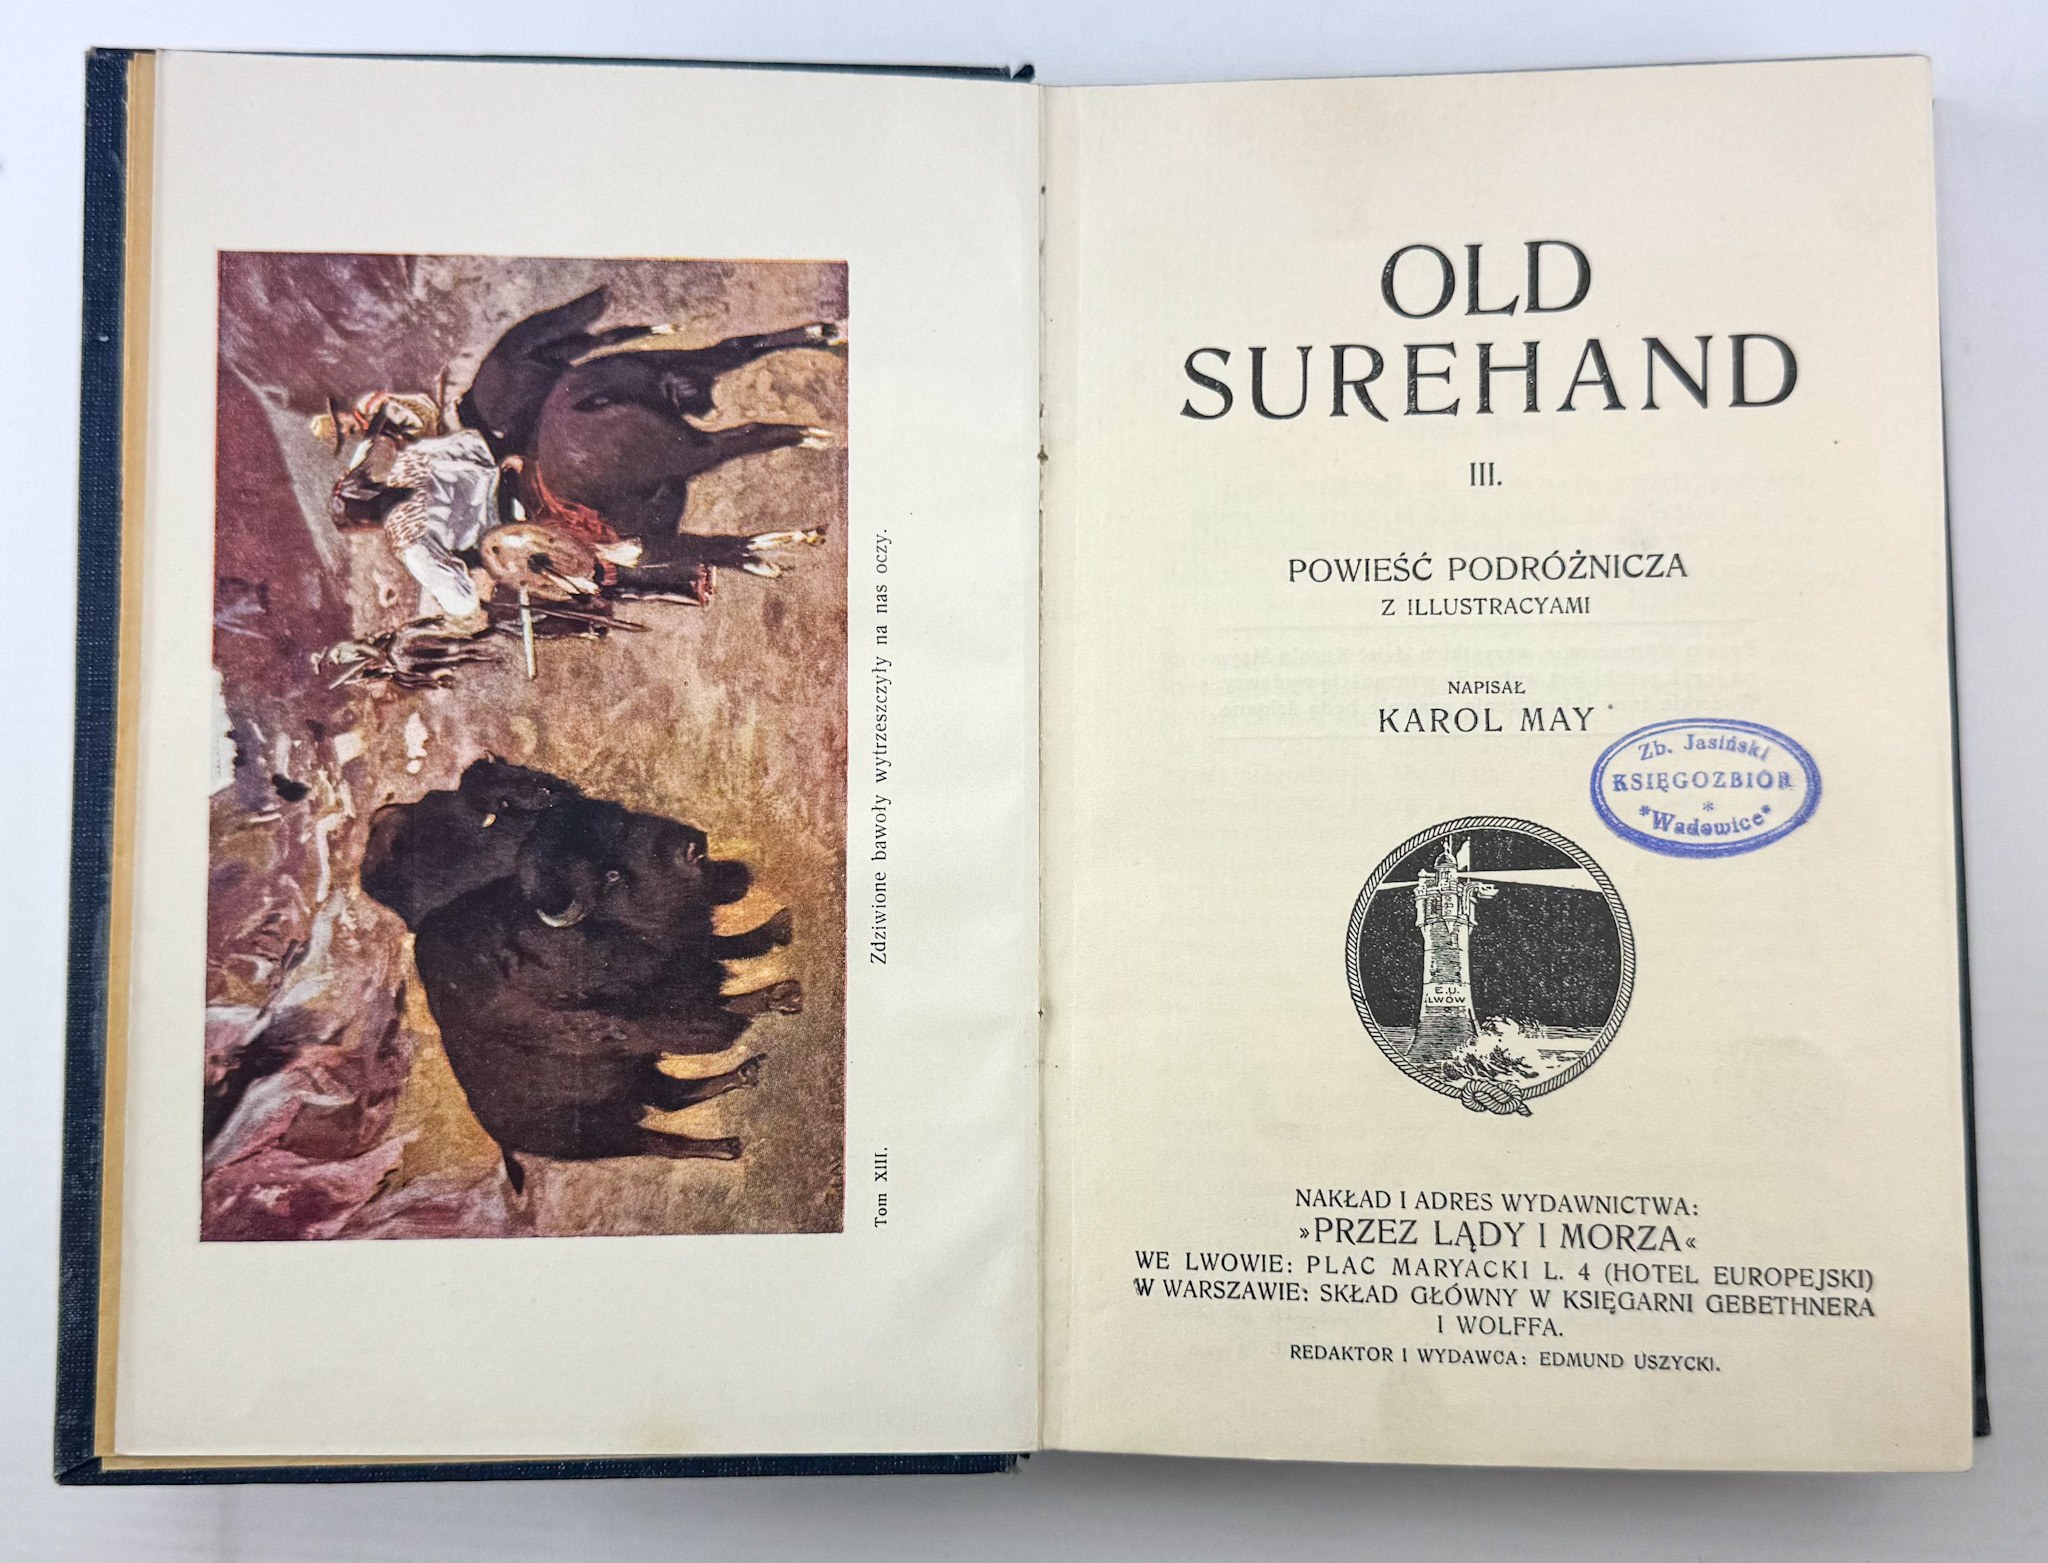 Zdziwione bawoły wytrzeszczyły na nas oczy.
Tom XIII.
OLD
SUREHAND
III.
POWIEŚĆ PODRÓŻNICZA
Z ILLUSTRACYAMI
NAPISAŁ
KAROL MAY
Zb. Jasiński
KSIĘGOZBIÓR
*
*Wadowice*
E.U.
LWÓW
NAKŁAD I ADRES WYDAWNICTWA:
»PRZEZ LĄDY I MORZA«
WE LWOWIE: PLAC MARYACKI L. 4 (HOTEL EUROPEJSKI)
W WARSZAWIE: SKŁAD GŁÓWNY W KSIĘGARNI GEBETHNERA
I WOLFFA.
REDAKTOR I WYDAWCA: EDMUND USZYCKI.